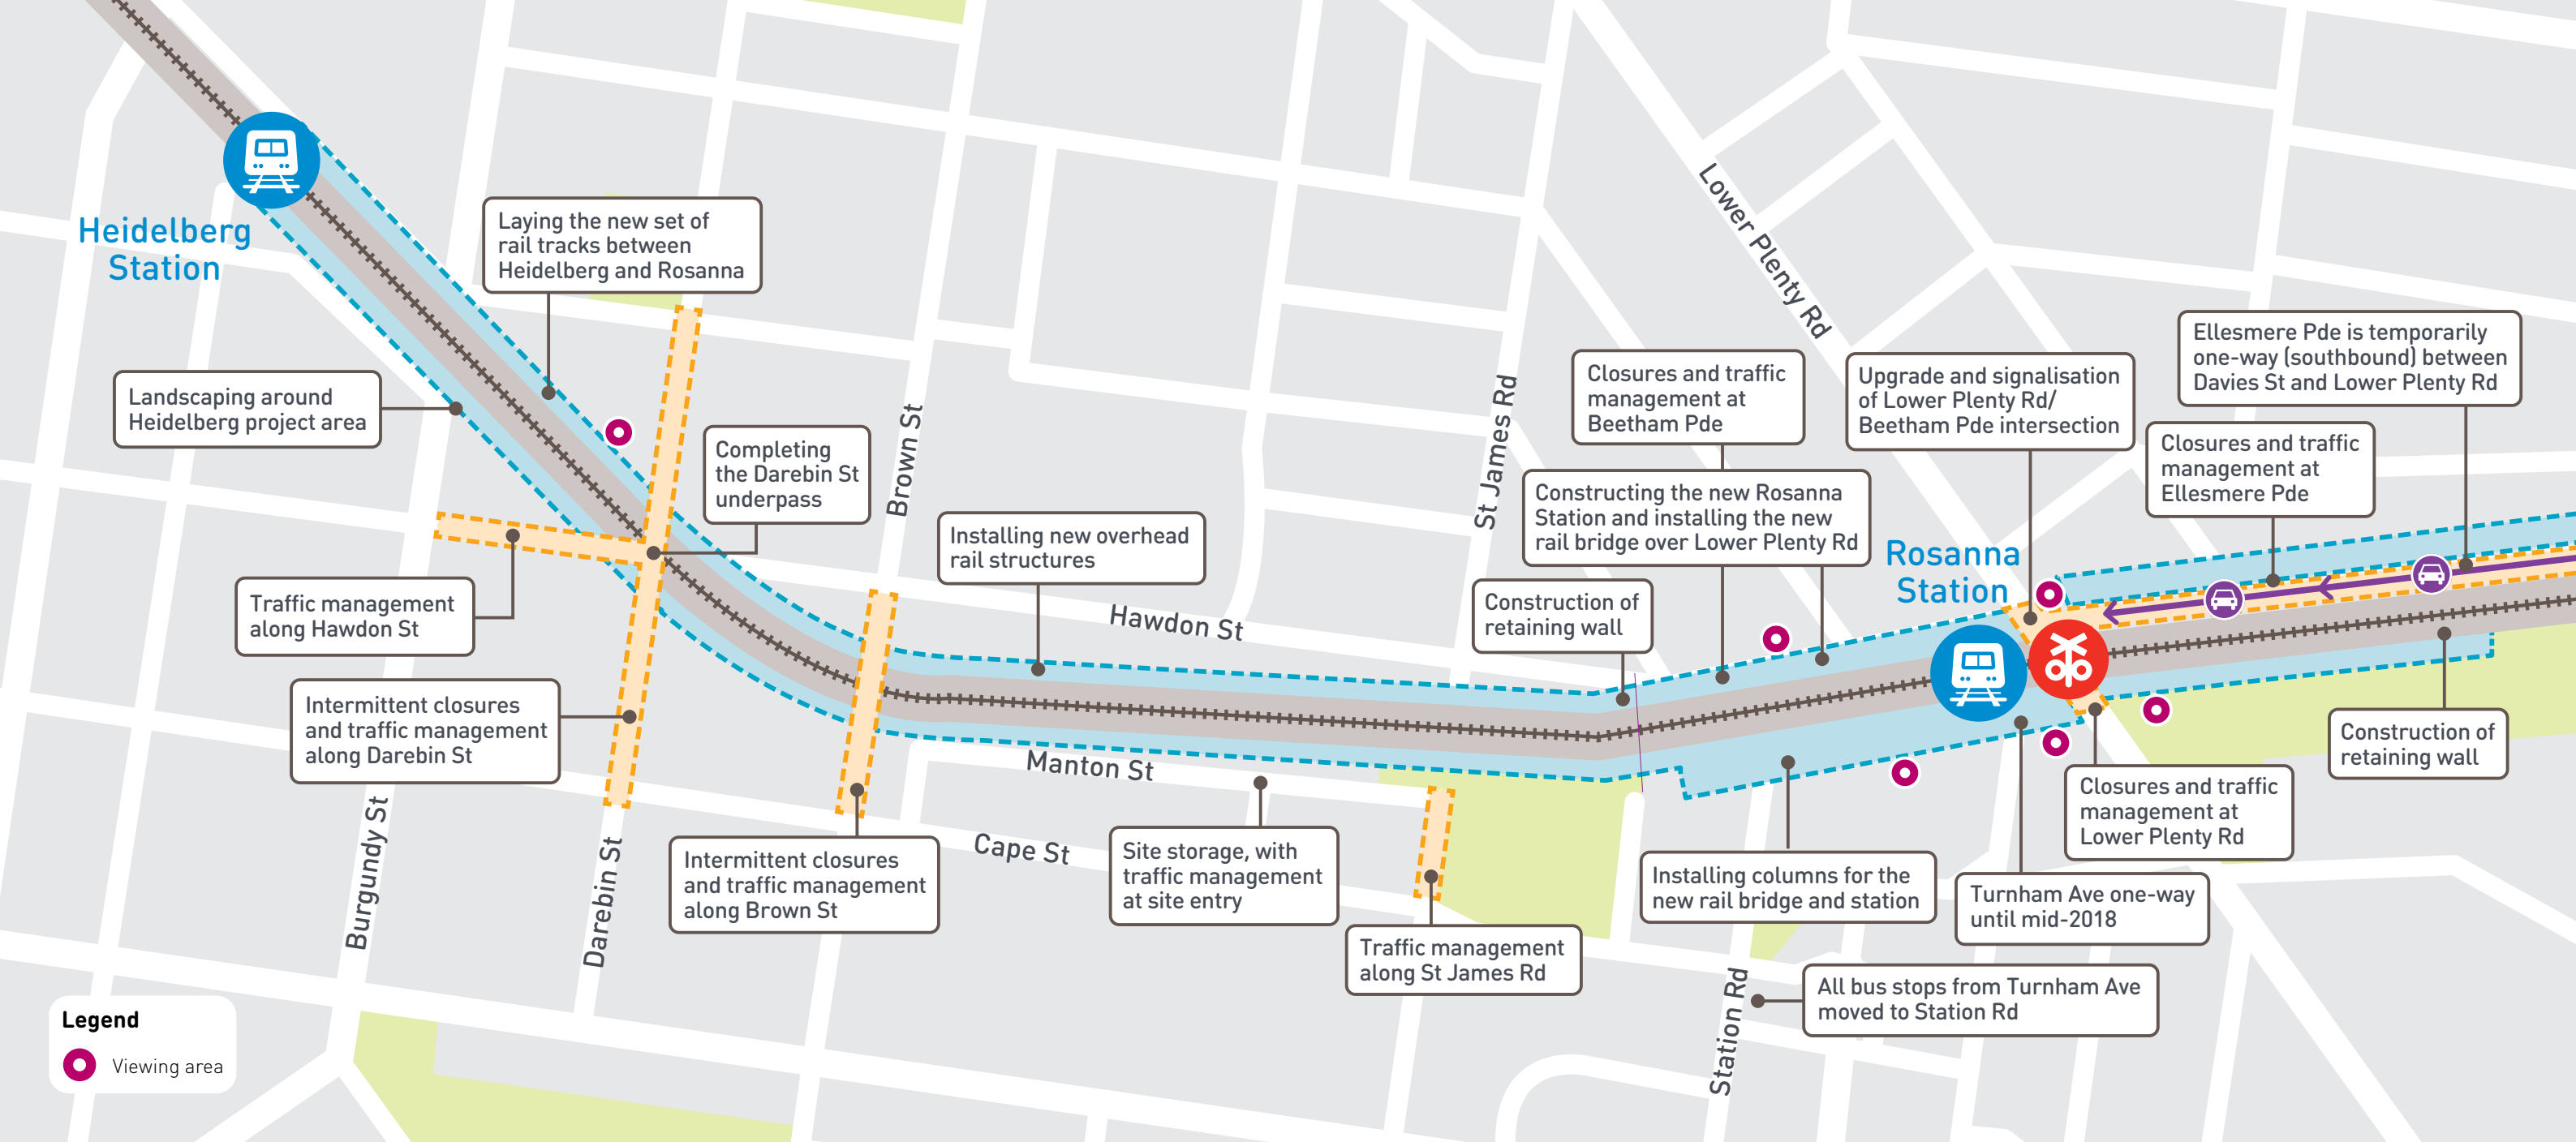 Heidelberg
Station
Laying the new set of
rail tracks between
Heidelberg and Rosanna
Landscaping around
Heidelberg project area
Completing
the Darebin St
underpass
Traffic management
along Hawdon St
Intermittent closures
and traffic management
along Darebin St
Burgundy St
Darebin St
Brown St
Intermittent closures
and traffic management
along Brown St
Installing new overhead
rail structures
Hawdon St
Manton St
Cape St
Site storage, with
traffic management
at site entry
Traffic management
along St James Rd
St James Rd
Lower Plenty Rd
Closures and traffic
management at
Beetham Pde
Constructing the new Rosanna
Station and installing the new
rail bridge over Lower Plenty Rd
Construction of
retaining wall
Upgrade and signalisation
of Lower Plenty Rd/
Beetham Pde intersection
Ellesmere Pde is temporarily
one-way (southbound) between
Davies St and Lower Plenty Rd
Closures and traffic
management at
Ellesmere Pde
Rosanna
Station
Construction of
retaining wall
Closures and traffic
management at
Lower Plenty Rd
Installing columns for the
new rail bridge and station
Turnham Ave one-way
until mid-2018
Station Rd
All bus stops from Turnham Ave
moved to Station Rd
Legend
Viewing area